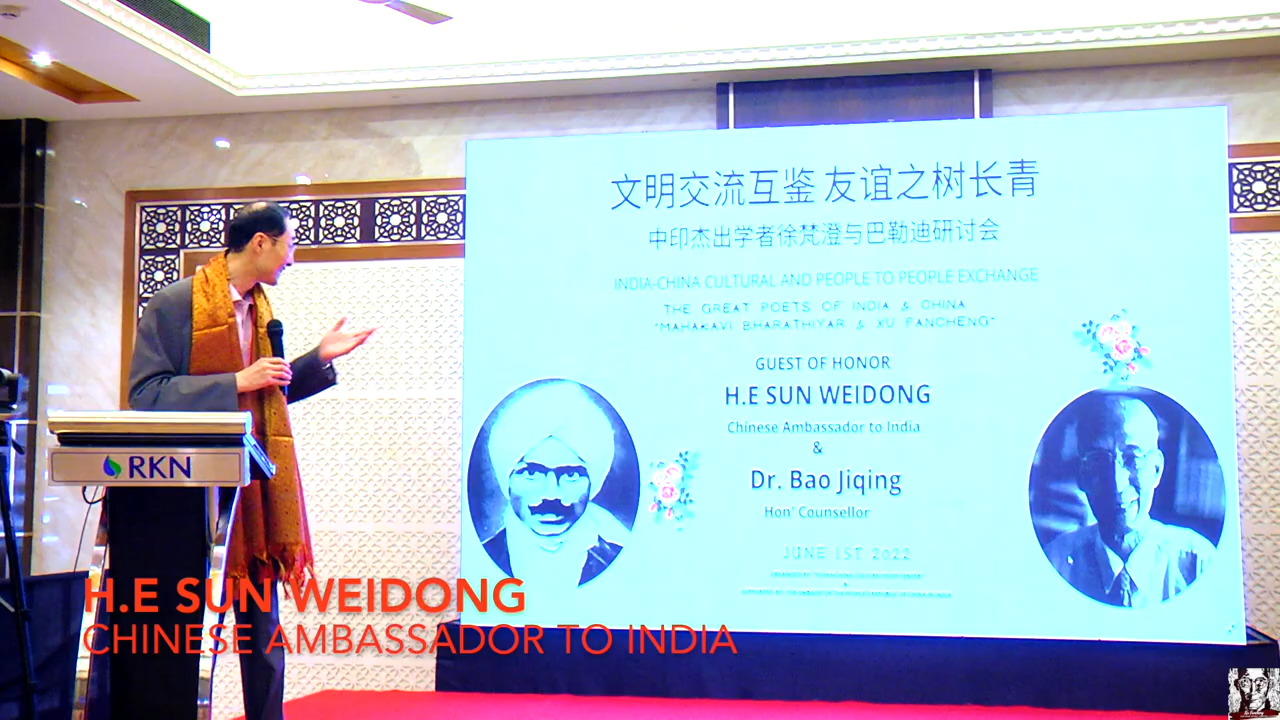 文明交流互鉴 友谊之树长青
中印杰出学者徐梵澄与巴勒迪研讨会
INDIA-CHINA CULTURAL AND PEOPLE TO PEOPLE EXCHANGE
THE GREAT POETS OF INDIA & CHINA
"MAHAKAVI BHARATHIYAR & XU FANCHENG"
GUEST OF HONOR
H.E SUN WEIDONG
Chinese Ambassador to India
&
Dr. Bao Jiqing
Hon' Counsellor
JUNE 1ST 2022
RKN
H.E SUN WEIDONG
CHINESE AMBASSADOR TO INDIA